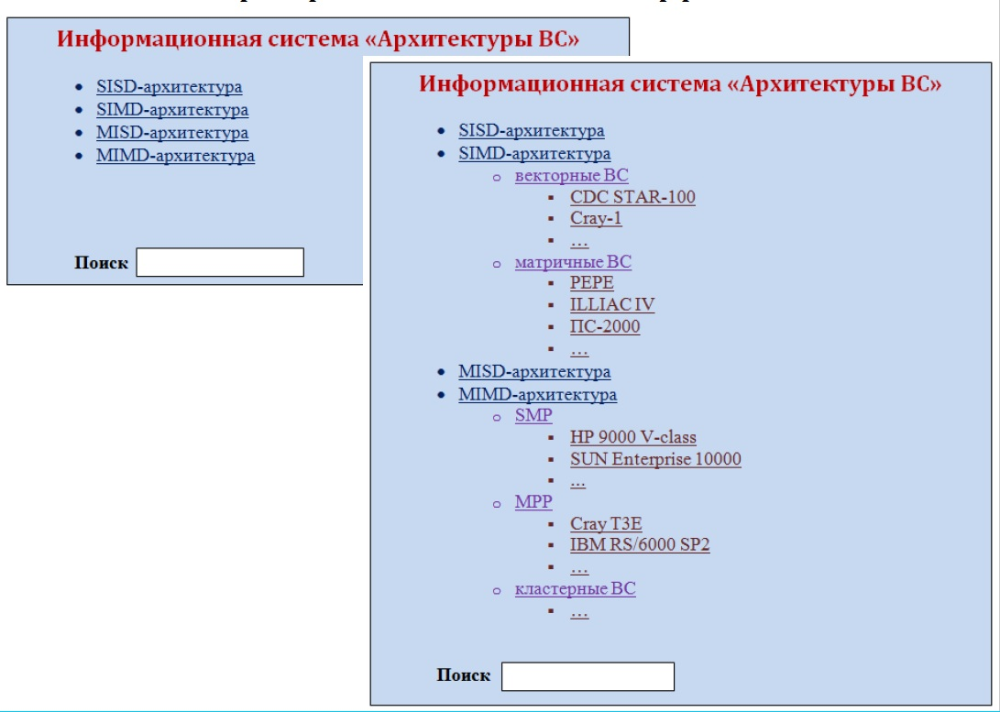 Информационная система «Архитектуры ВС»
• SISD-архитектура
• SIMD-архитектура
• MISD-архитектура
• MIMD-архитектура
Поиск
Информационная система «Архитектуры ВС»
• SISD-архитектура
• SIMD-архитектура
o векторные ВС
▪ CDC STAR-100
▪ Cray-1
▪ …
o матричные ВС
▪ PEPE
▪ ILLIAC IV
▪ ПС-2000
▪ …
• MISD-архитектура
• MIMD-архитектура
o SMP
▪ HP 9000 V-class
▪ SUN Enterprise 10000
▪ …
o MPP
▪ Cray T3E
▪ IBM RS/6000 SP2
▪ …
o кластерные ВС
▪ …
Поиск